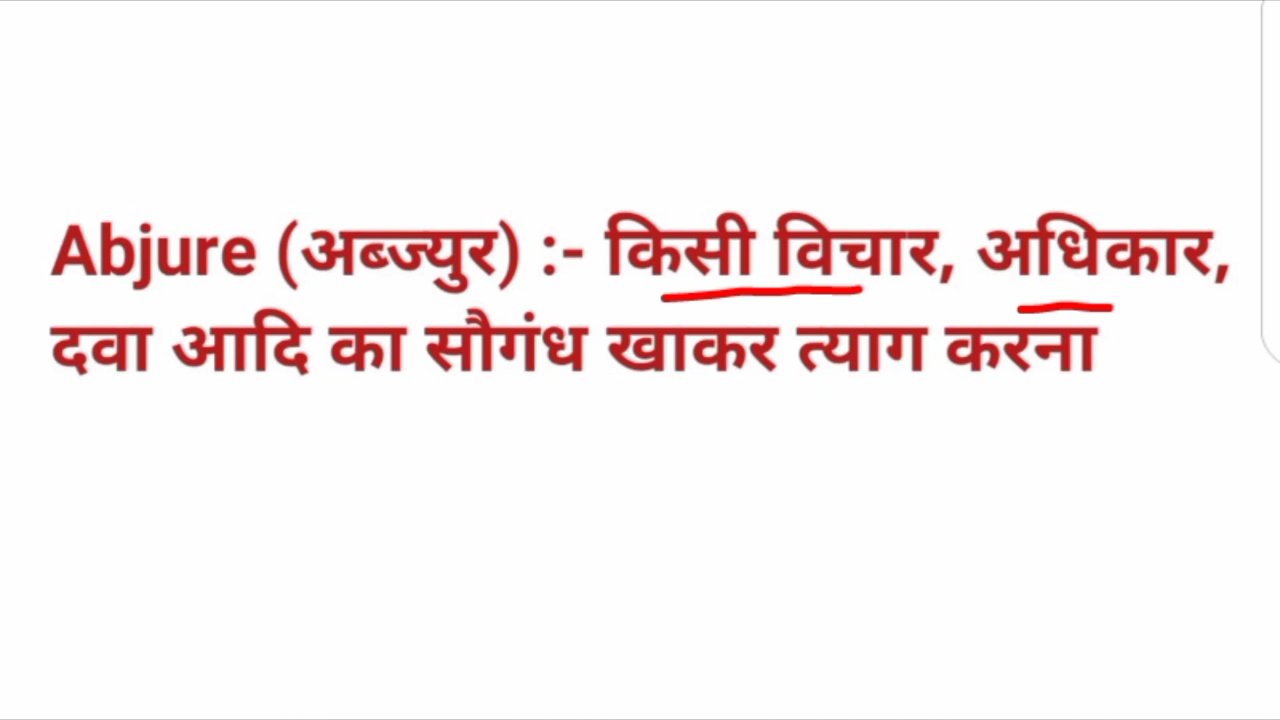 Abjure (अब्ज्युर) :- किसी विचार, अधिकार,
दवा आदि का सौगंध खाकर त्याग करना